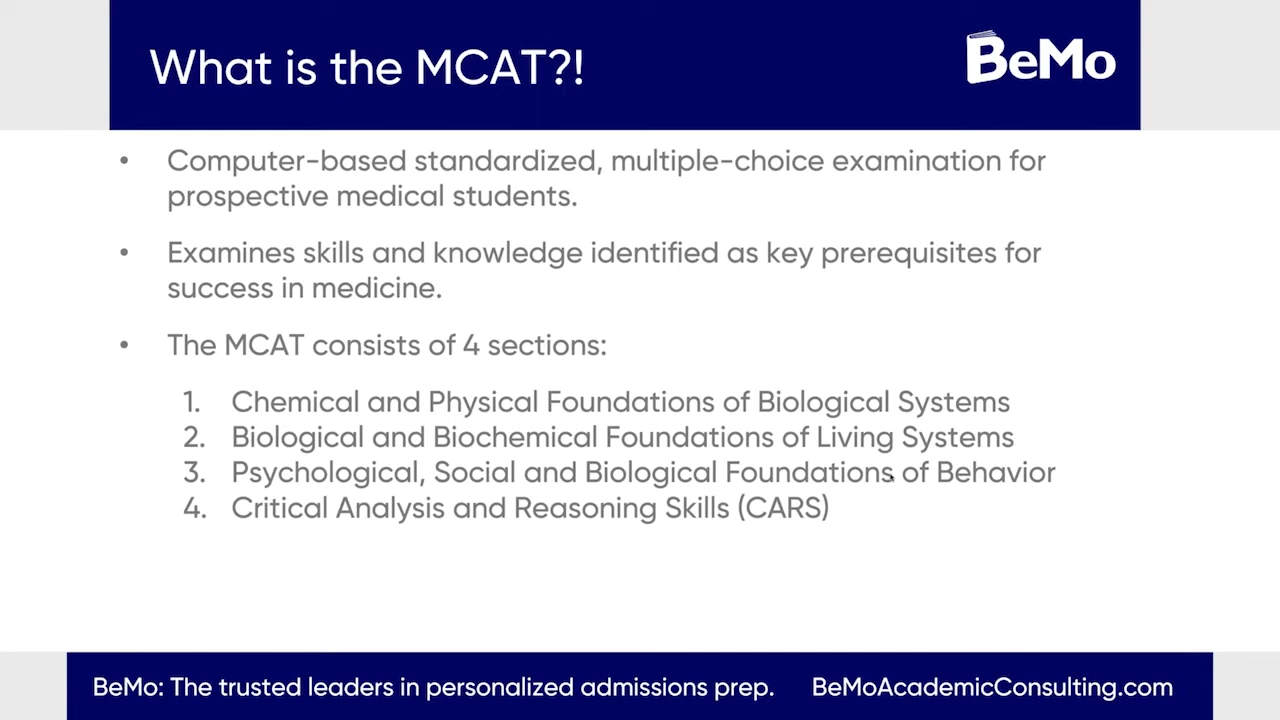 What is the MCAT?!
BeMo
• Computer-based standardized, multiple-choice examination for
prospective medical students.
• Examines skills and knowledge identified as key prerequisites for
success in medicine.
• The MCAT consists of 4 sections:
1. Chemical and Physical Foundations of Biological Systems
2. Biological and Biochemical Foundations of Living Systems
3. Psychological, Social and Biological Foundations of Behavior
4. Critical Analysis and Reasoning Skills (CARS)
BeMo: The trusted leaders in personalized admissions prep. BeMoAcademicConsulting.com